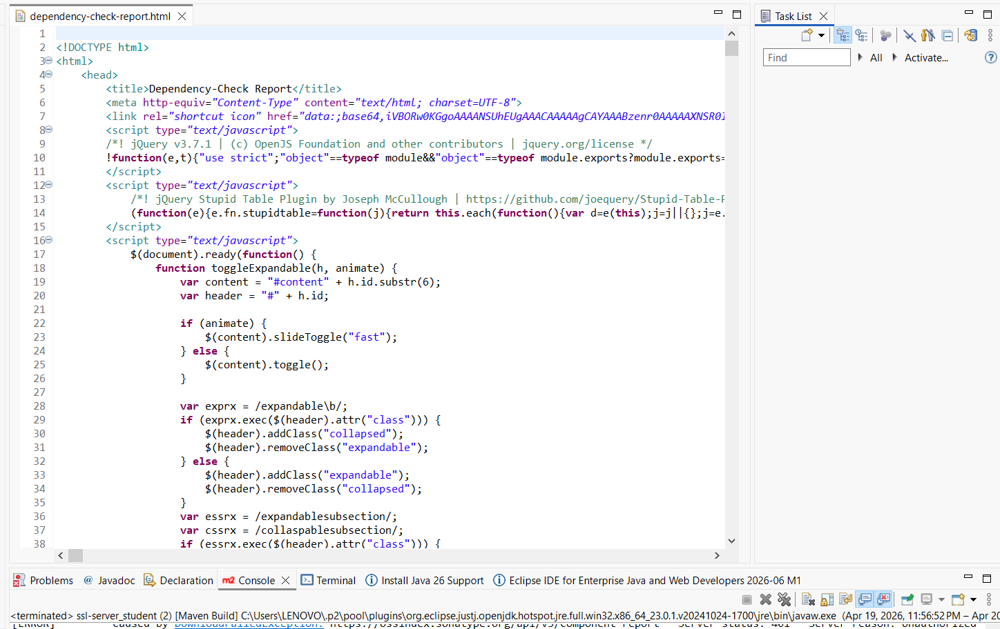 dependency-check-report.html
1
2 <!DOCTYPE html>
3 <html>
4 <head>
5 <title>Dependency-Check Report</title>
6 <meta http-equiv="Content-Type" content="text/html; charset=UTF-8">
7 <link rel="shortcut icon" href="data:;base64,iVBORw0KGgoAAAANSUhEUgAAACAAAAAgCAYAAABzenr0AAAAAXNSR0I
8 <script type="text/javascript">
9 /*! jQuery v3.7.1 | (c) OpenJS Foundation and other contributors | jquery.org/license */
10 !function(e,t){"use strict";"object"==typeof module&&"object"==typeof module.exports?module.exports=
11 </script>
12 <script type="text/javascript">
13 /*! jQuery Stupid Table Plugin by Joseph McCullough | https://github.com/joequery/Stupid-Table-P
14 (function(e){e.fn.stupidtable=function(j){return this.each(function(){var d=e(this);j=j||{};j=e.
15 </script>
16 <script type="text/javascript">
17 $(document).ready(function() {
18 function toggleExpandable(h, animate) {
19 var content = "#content" + h.id.substr(6);
20 var header = "#" + h.id;
21
22 if (animate) {
23 $(content).slideToggle("fast");
24 } else {
25 $(content).toggle();
26 }
27
28 var exprx = /expandable\b/;
29 if (exprx.exec($(header).attr("class"))) {
30 $(header).addClass("collapsed");
31 $(header).removeClass("expandable");
32 } else {
33 $(header).addClass("expandable");
34 $(header).removeClass("collapsed");
35 }
36 var essrx = /expandablesubsection/;
37 var cssrx = /collaspablesubsection/;
38 if (essrx.exec($(header).attr("class"))) {
Task List
Find All Activate...
Problems @ Javadoc Declaration m2 Console Terminal Install Java 26 Support Eclipse IDE for Enterprise Java and Web Developers 2026-06 M1
<terminated> ssl-server_student (2) [Maven Build] C:\Users\LENOVO\.p2\pool\plugins\org.eclipse.justj.openjdk.hotspot.jre.full.win32.x86_64_23.0.1.v20241024-1700\jre\bin\javaw.exe (Apr 19, 2026, 11:56:52 PM – Apr 20
[ERROR] Caused by DownloadFailedException: https://ossindex.sonatype.org/api/v3/component-report - Server status: 401 - Server reason: Unauthorized